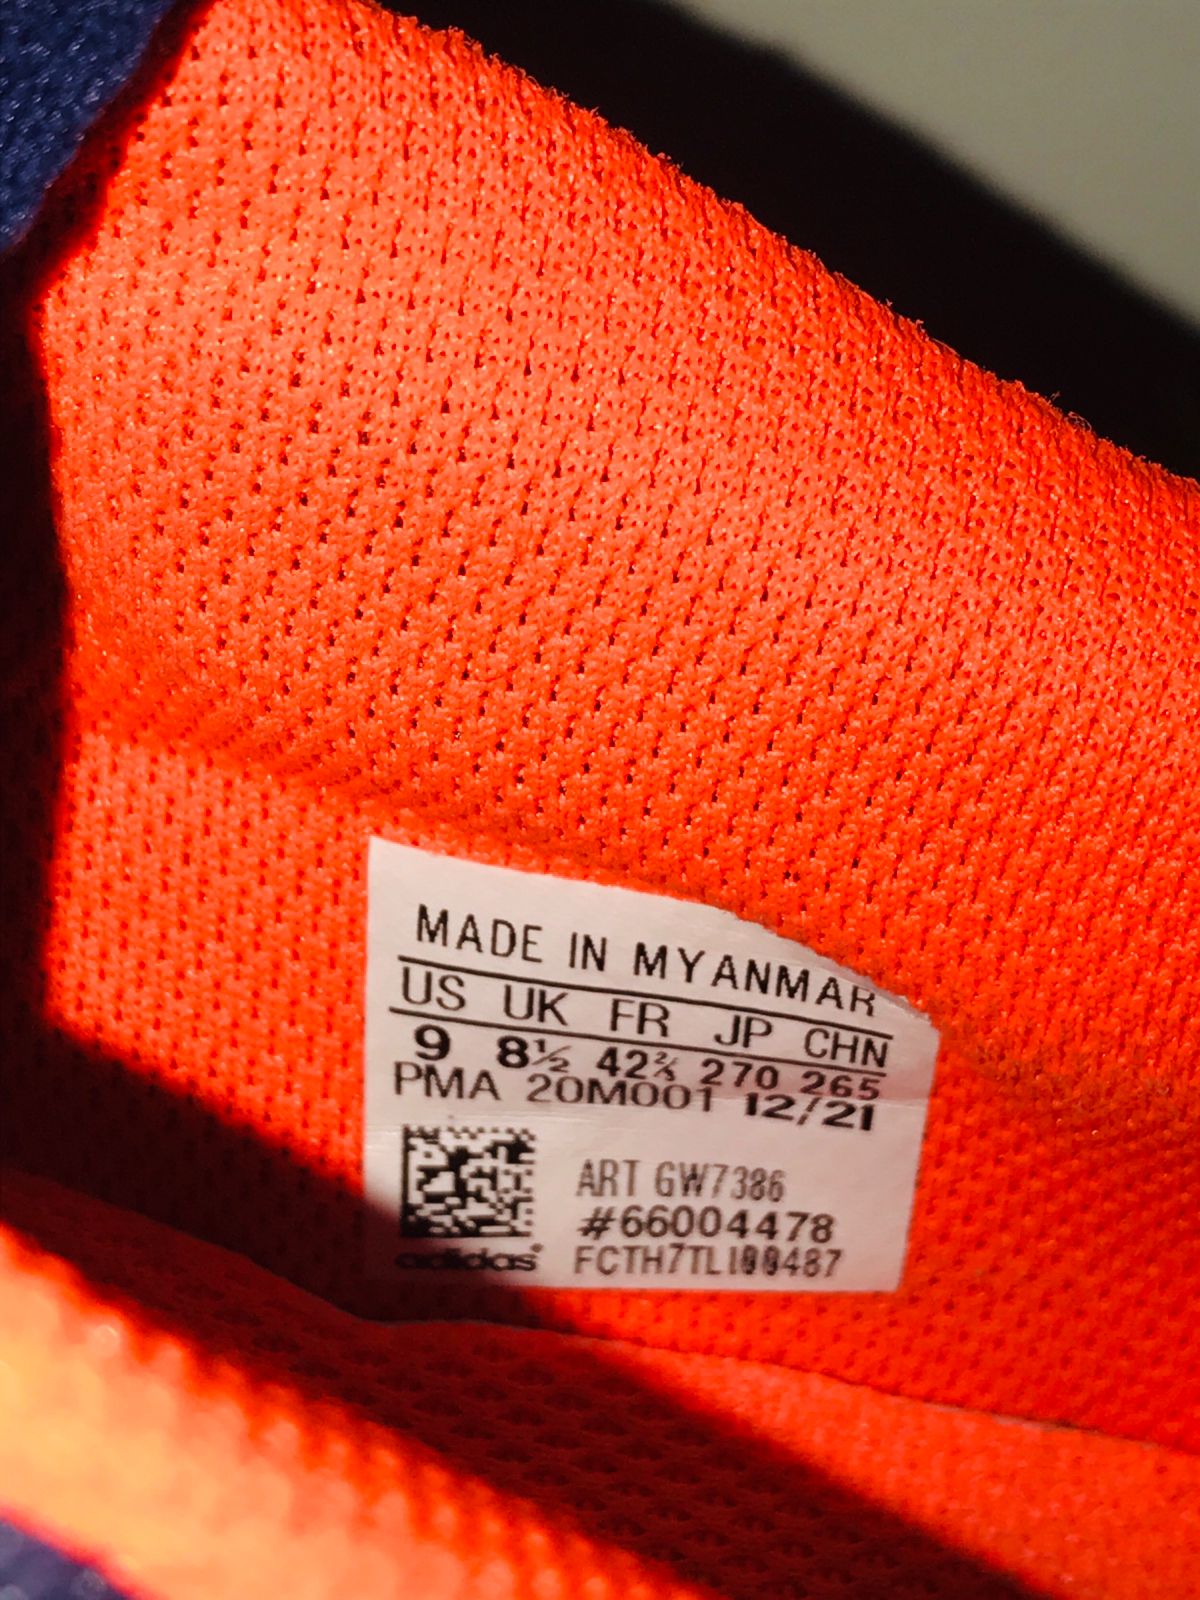 MADE IN MYANMAR
US UK FR JP CHN
9 8½ 42⅔ 270 265
PMA 20M001 12/21
ART GW7386
#66004478
adidas FCTH7TLI00487